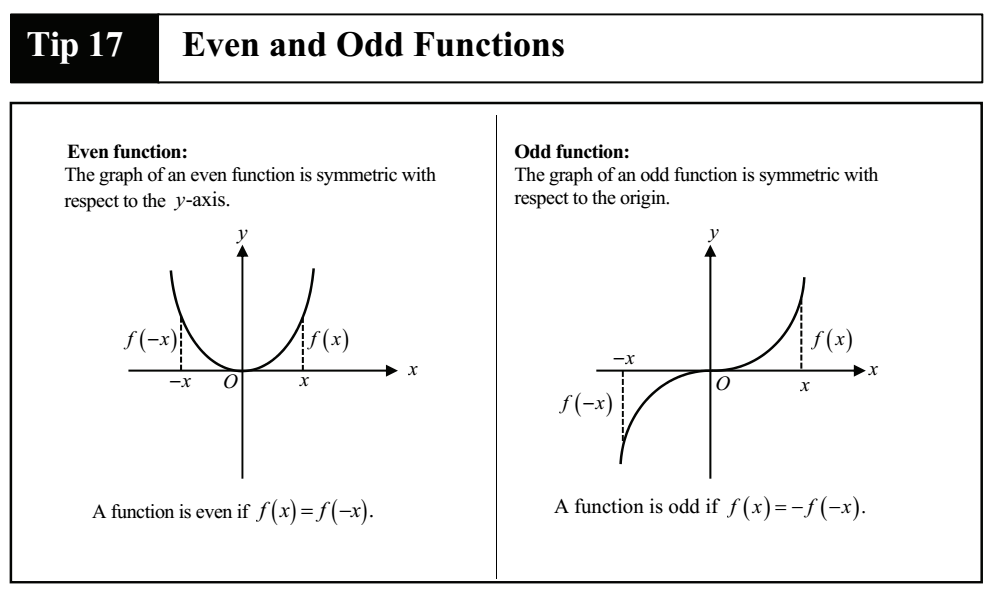 Tip 17 Even and Odd Functions
Even function:
The graph of an even function is symmetric with
respect to the y-axis.
y
f(−x)
f(x)
−x
O
x
x
A function is even if f(x)=f(−x).
Odd function:
The graph of an odd function is symmetric with
respect to the origin.
y
f(x)
−x
x
O
x
f(−x)
A function is odd if f(x)=−f(−x).